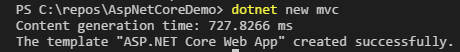 PS C:\repos\AspNetCoreDemo> dotnet new mvc
Content generation time: 727.8266 ms
The template "ASP.NET Core Web App" created successfully.